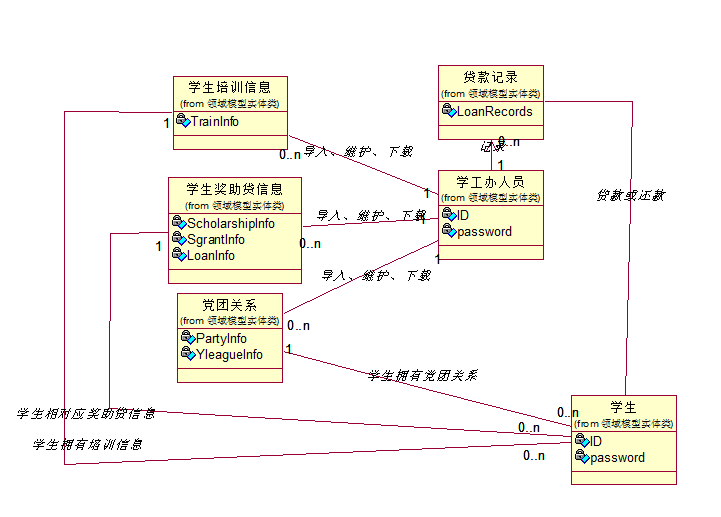 贷款记录
(from 领域模型实体类)
LoanRecords
学生培训信息
(from 领域模型实体类)
TrainInfo
1
0..n
导入、维护、下载
1
0..n
记录
1
贷款或还款
学工办人员
(from 领域模型实体类)
ID
password
学生奖助贷信息
(from 领域模型实体类)
ScholarshipInfo
SgrantInfo
LoanInfo
1
0..n
导入、维护、下载
1
1
导入、维护、下载
0..n
党团关系
(from 领域模型实体类)
PartyInfo
YleagueInfo
1
学生拥有党团关系
0..n
学生相对应奖助贷信息
0..n
学生拥有培训信息
0..n
学生
(from 领域模型实体类)
ID
password